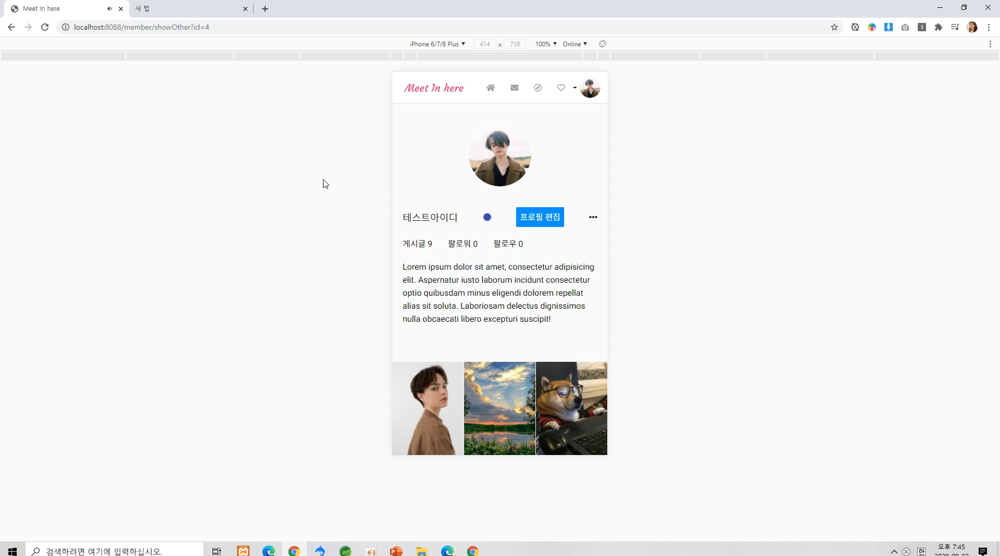 Meet In here
새 탭
localhost:8088/member/showOther?id=4
iPhone 6/7/8 Plus ▼ 414 x 736 100% ▼ Online ▼
Meet In here
테스트아이디 프로필 편집 •••
게시글 9 팔로워 0 팔로우 0
Lorem ipsum dolor sit amet, consectetur adipisicing
elit. Aspernatur iusto laborum incidunt consectetur
optio quibusdam minus eligendi dolorem repellat
alias sit soluta. Laboriosam delectus dignissimos
nulla obcaecati libero excepturi suscipit!
검색하려면 여기에 입력하십시오.
한
오후 7:45